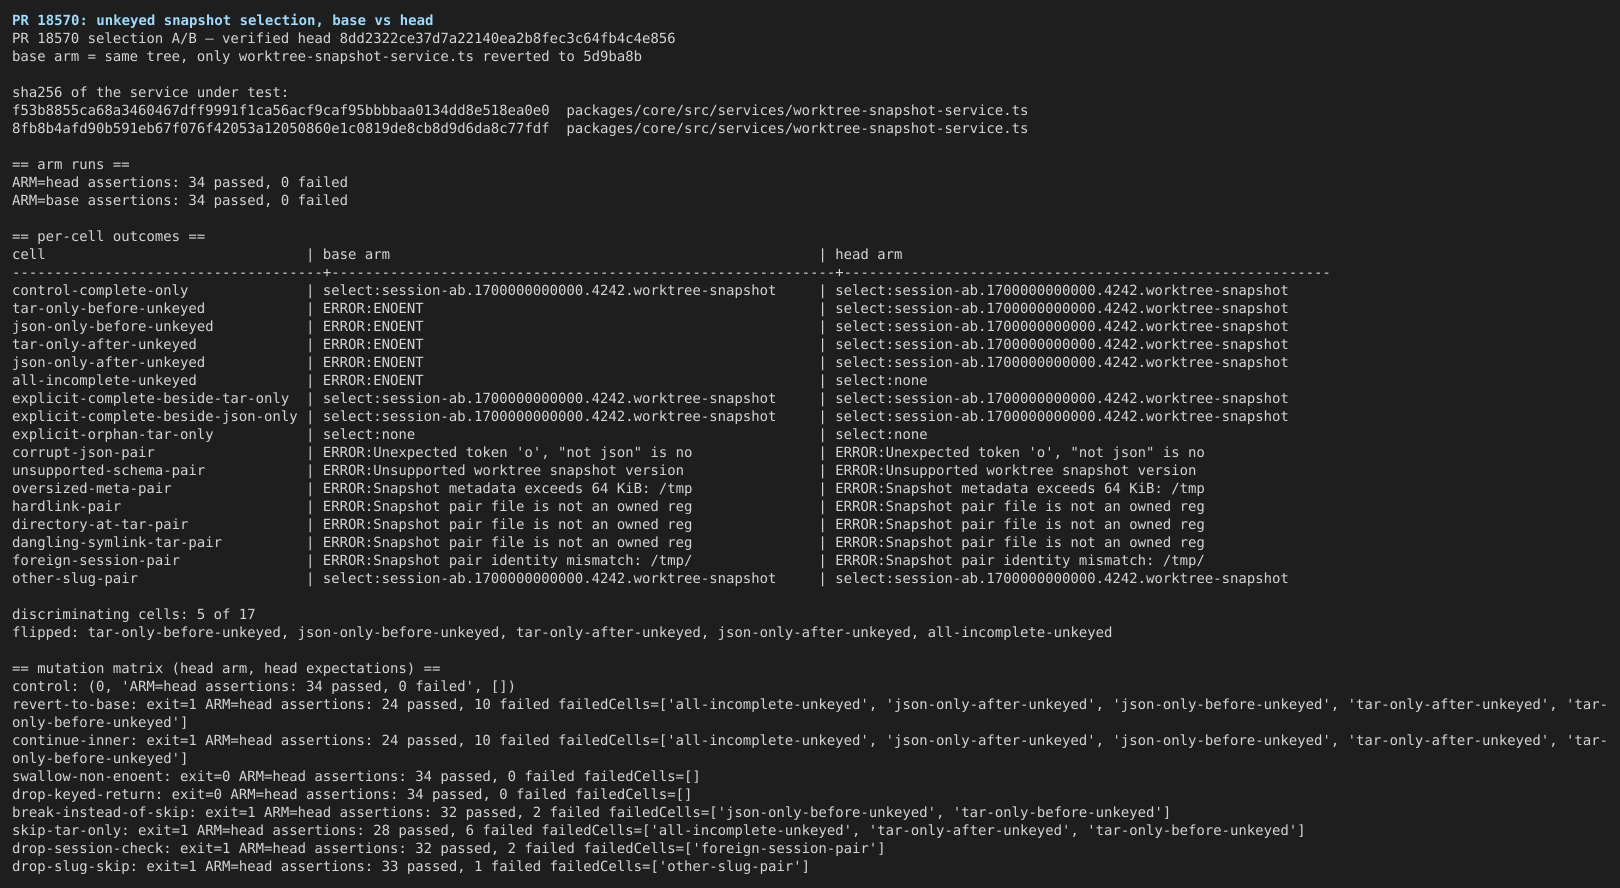 PR 18570: unkeyed snapshot selection, base vs head
PR 18570 selection A/B — verified head 8dd2322ce37d7a22140ea2b8fec3c64fb4c4e856
base arm = same tree, only worktree-snapshot-service.ts reverted to 5d9ba8b
sha256 of the service under test:
f53b8855ca68a3460467dff9991f1ca56acf9caf95bbbbaa0134dd8e518ea0e0  packages/core/src/services/worktree-snapshot-service.ts
8fb8b4afd90b591eb67f076f42053a12050860e1c0819de8cb8d9d6da8c77fdf  packages/core/src/services/worktree-snapshot-service.ts
== arm runs ==
ARM=head assertions: 34 passed, 0 failed
ARM=base assertions: 34 passed, 0 failed
== per-cell outcomes ==
cell                                | base arm                                                    | head arm
-------------------------------------+-------------------------------------------------------------+-----------------------------------------------------------
control-complete-only               | select:session-ab.1700000000000.4242.worktree-snapshot     | select:session-ab.1700000000000.4242.worktree-snapshot
tar-only-before-unkeyed             | ERROR:ENOENT                                                | select:session-ab.1700000000000.4242.worktree-snapshot
json-only-before-unkeyed            | ERROR:ENOENT                                                | select:session-ab.1700000000000.4242.worktree-snapshot
tar-only-after-unkeyed              | ERROR:ENOENT                                                | select:session-ab.1700000000000.4242.worktree-snapshot
json-only-after-unkeyed             | ERROR:ENOENT                                                | select:session-ab.1700000000000.4242.worktree-snapshot
all-incomplete-unkeyed              | ERROR:ENOENT                                                | select:none
explicit-complete-beside-tar-only   | select:session-ab.1700000000000.4242.worktree-snapshot     | select:session-ab.1700000000000.4242.worktree-snapshot
explicit-complete-beside-json-only  | select:session-ab.1700000000000.4242.worktree-snapshot     | select:session-ab.1700000000000.4242.worktree-snapshot
explicit-orphan-tar-only            | select:none                                                 | select:none
corrupt-json-pair                   | ERROR:Unexpected token 'o', "not json" is no                | ERROR:Unexpected token 'o', "not json" is no
unsupported-schema-pair             | ERROR:Unsupported worktree snapshot version                 | ERROR:Unsupported worktree snapshot version
oversized-meta-pair                 | ERROR:Snapshot metadata exceeds 64 KiB: /tmp                | ERROR:Snapshot metadata exceeds 64 KiB: /tmp
hardlink-pair                       | ERROR:Snapshot pair file is not an owned reg                | ERROR:Snapshot pair file is not an owned reg
directory-at-tar-pair               | ERROR:Snapshot pair file is not an owned reg                | ERROR:Snapshot pair file is not an owned reg
dangling-symlink-tar-pair           | ERROR:Snapshot pair file is not an owned reg                | ERROR:Snapshot pair file is not an owned reg
foreign-session-pair                | ERROR:Snapshot pair identity mismatch: /tmp/                | ERROR:Snapshot pair identity mismatch: /tmp/
other-slug-pair                     | select:session-ab.1700000000000.4242.worktree-snapshot     | select:session-ab.1700000000000.4242.worktree-snapshot
discriminating cells: 5 of 17
flipped: tar-only-before-unkeyed, json-only-before-unkeyed, tar-only-after-unkeyed, json-only-after-unkeyed, all-incomplete-unkeyed
== mutation matrix (head arm, head expectations) ==
control: (0, 'ARM=head assertions: 34 passed, 0 failed', [])
revert-to-base: exit=1 ARM=head assertions: 24 passed, 10 failed failedCells=['all-incomplete-unkeyed', 'json-only-after-unkeyed', 'json-only-before-unkeyed', 'tar-only-after-unkeyed', 'tar-
only-before-unkeyed']
continue-inner: exit=1 ARM=head assertions: 24 passed, 10 failed failedCells=['all-incomplete-unkeyed', 'json-only-after-unkeyed', 'json-only-before-unkeyed', 'tar-only-after-unkeyed', 'tar-
only-before-unkeyed']
swallow-non-enoent: exit=0 ARM=head assertions: 34 passed, 0 failed failedCells=[]
drop-keyed-return: exit=0 ARM=head assertions: 34 passed, 0 failed failedCells=[]
break-instead-of-skip: exit=1 ARM=head assertions: 32 passed, 2 failed failedCells=['json-only-before-unkeyed', 'tar-only-before-unkeyed']
skip-tar-only: exit=1 ARM=head assertions: 28 passed, 6 failed failedCells=['all-incomplete-unkeyed', 'tar-only-after-unkeyed', 'tar-only-before-unkeyed']
drop-session-check: exit=1 ARM=head assertions: 32 passed, 2 failed failedCells=['foreign-session-pair']
drop-slug-skip: exit=1 ARM=head assertions: 33 passed, 1 failed failedCells=['other-slug-pair']